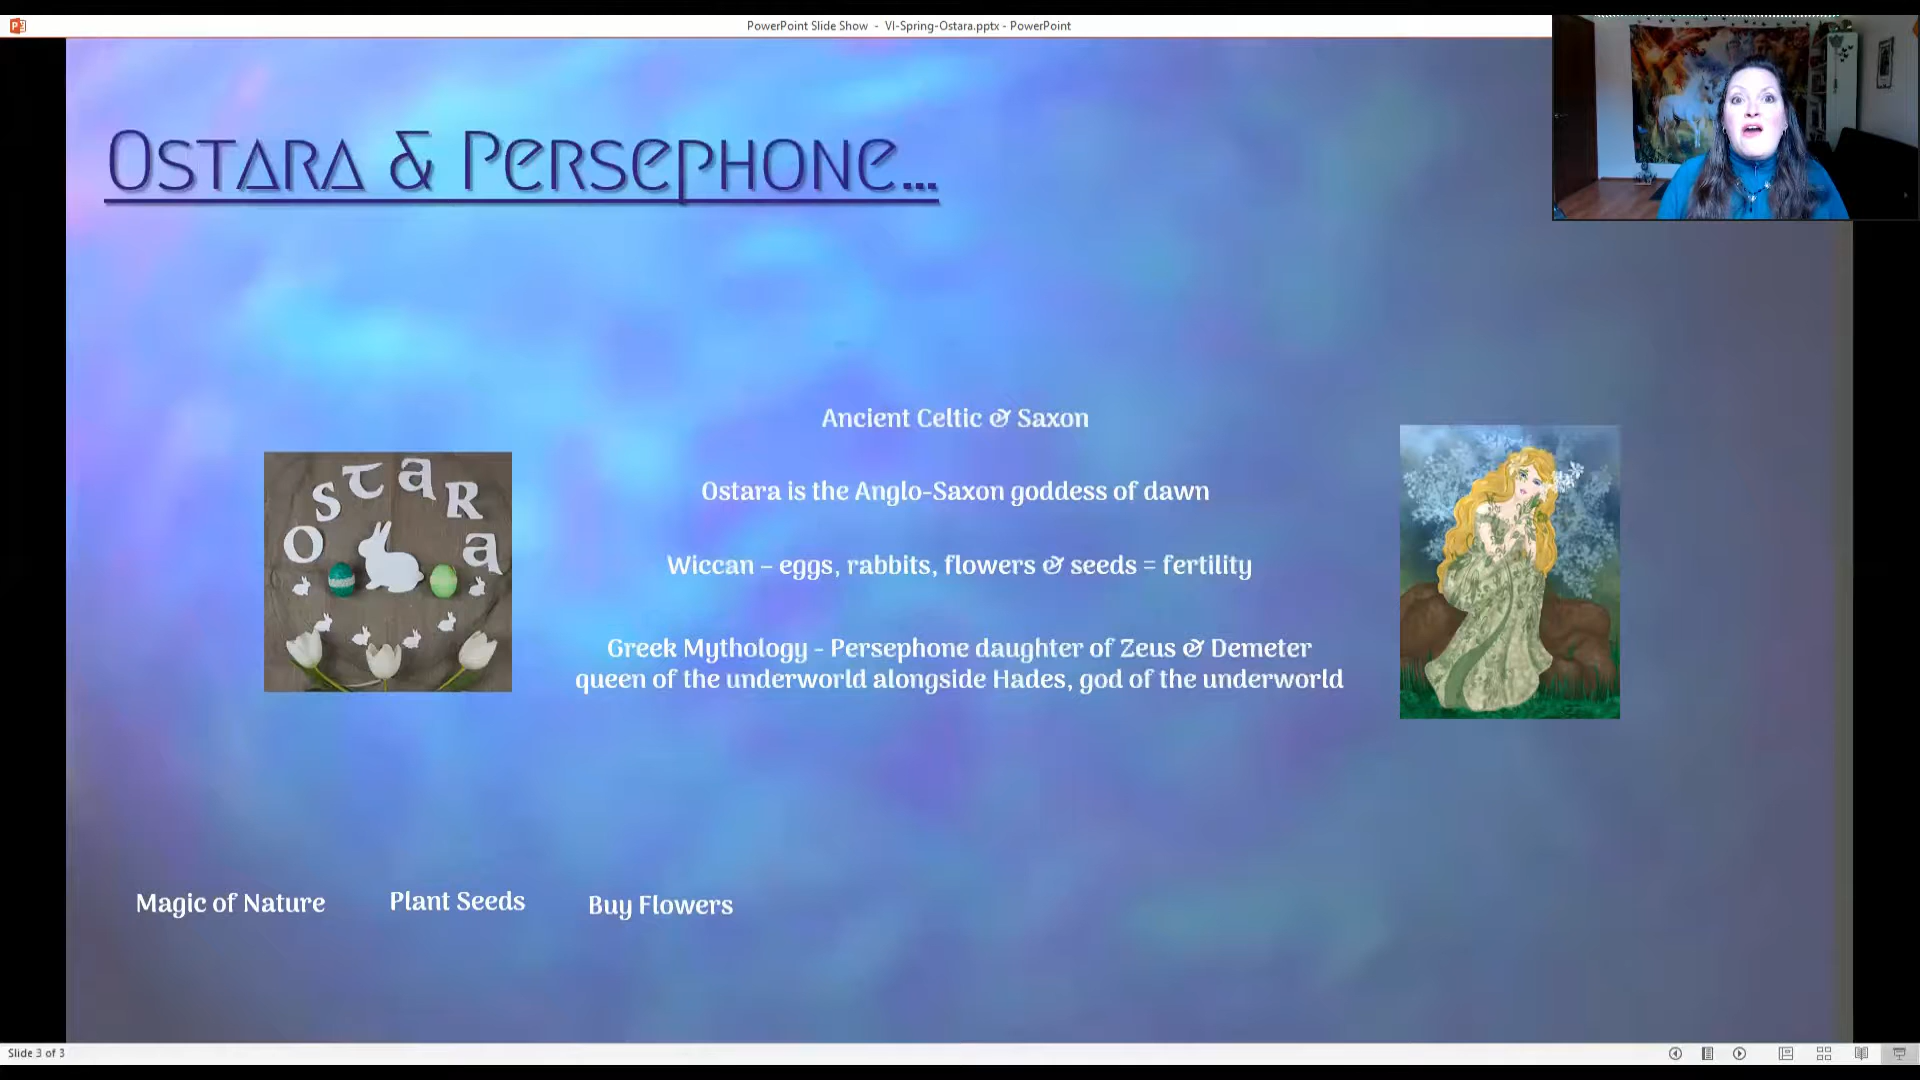 PowerPoint Slide Show - VI-Spring-Ostara.pptx - PowerPoint
Ostara & Persephone...
Ancient Celtic & Saxon
Ostara
Ostara is the Anglo-Saxon goddess of dawn
Wiccan – eggs, rabbits, flowers & seeds = fertility
Greek Mythology - Persephone daughter of Zeus & Demeter
queen of the underworld alongside Hades, god of the underworld
Magic of Nature Plant Seeds Buy Flowers
Slide 3 of 3